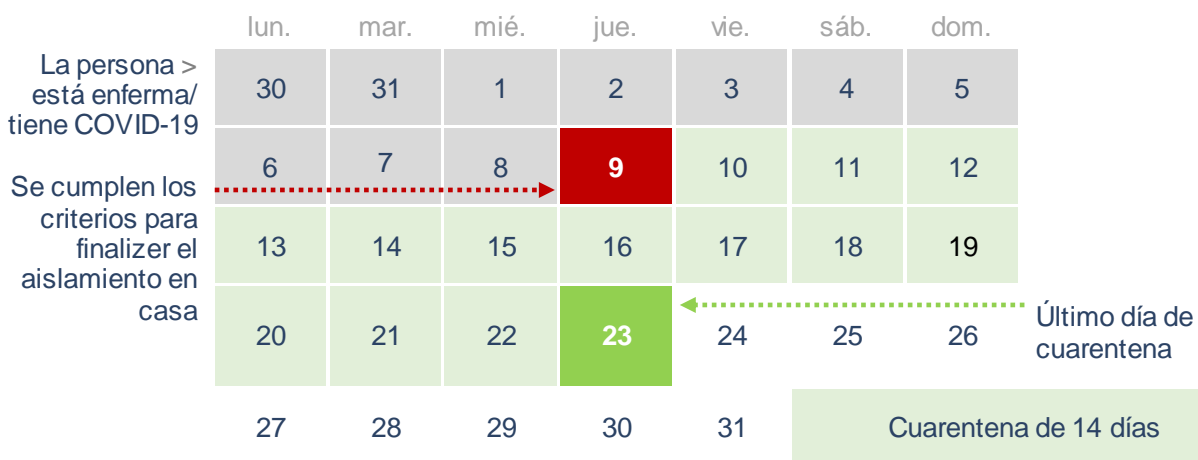 lun. mar. mié. jue. vie. sáb. dom.
La persona >
está enferma/
tiene COVID-19
30 31 1 2 3 4 5
6 7 8 9 10 11 12
Se cumplen los
criterios para
finalizer el
aislamiento en
casa
13 14 15 16 17 18 19
20 21 22 23 24 25 26
Último día de
cuarentena
27 28 29 30 31
Cuarentena de 14 días